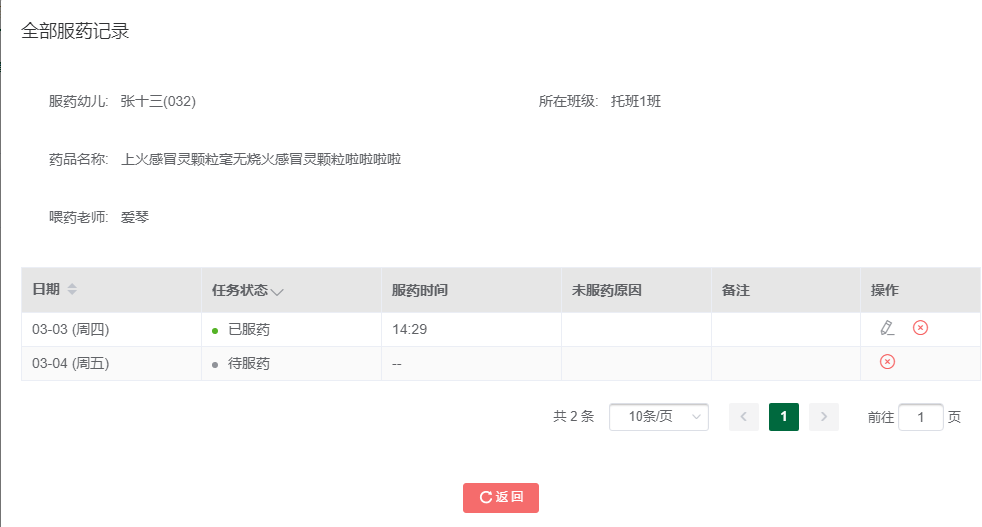 全部服药记录
服药幼儿: 张十三(032) 所在班级: 托班1班
药品名称: 上火感冒灵颗粒毫无烧火感冒灵颗粒啦啦啦啦
喂药老师: 爱琴
日期 任务状态 服药时间 未服药原因 备注 操作
03-03 (周四) 已服药 14:29
03-04 (周五) 待服药 --
共 2 条 10条/页 1 前往 1 页
返回